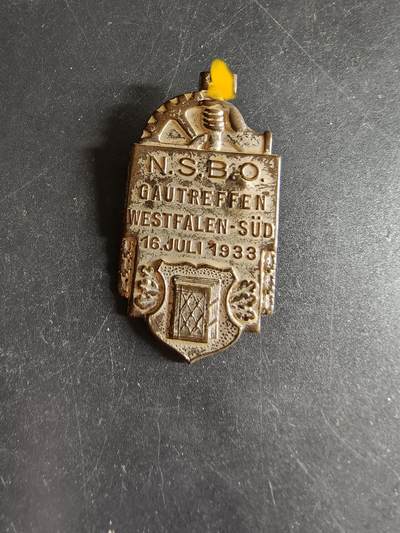 N.S.B.O.
GAUTREFFEN
WESTFALEN-SÜD
16.JULI 1933